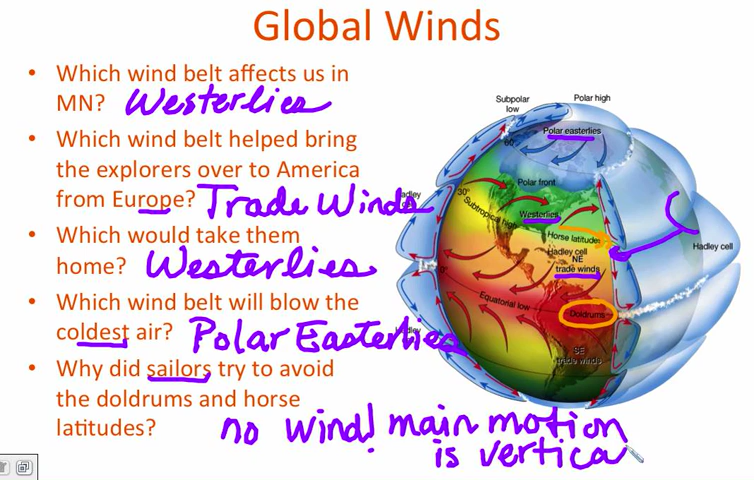 Global Winds
• Which wind belt affects us in
MN? Westerlies
• Which wind belt helped bring
the explorers over to America
from Europe? Trade Winds
• Which would take them
home? Westerlies
• Which wind belt will blow the
coldest air? Polar Easterlies
• Why did sailors try to avoid
the doldrums and horse
latitudes? no wind! main motion
is vertica
Subpolar
low
Polar high
Polar easterlies
60°
Polar front
30°
Subtropical high
Westerlies
Horse latitudes
Hadley cell
NE
trade winds
Hadley cell
0°
Equatorial low
Doldrums
SE
trade winds